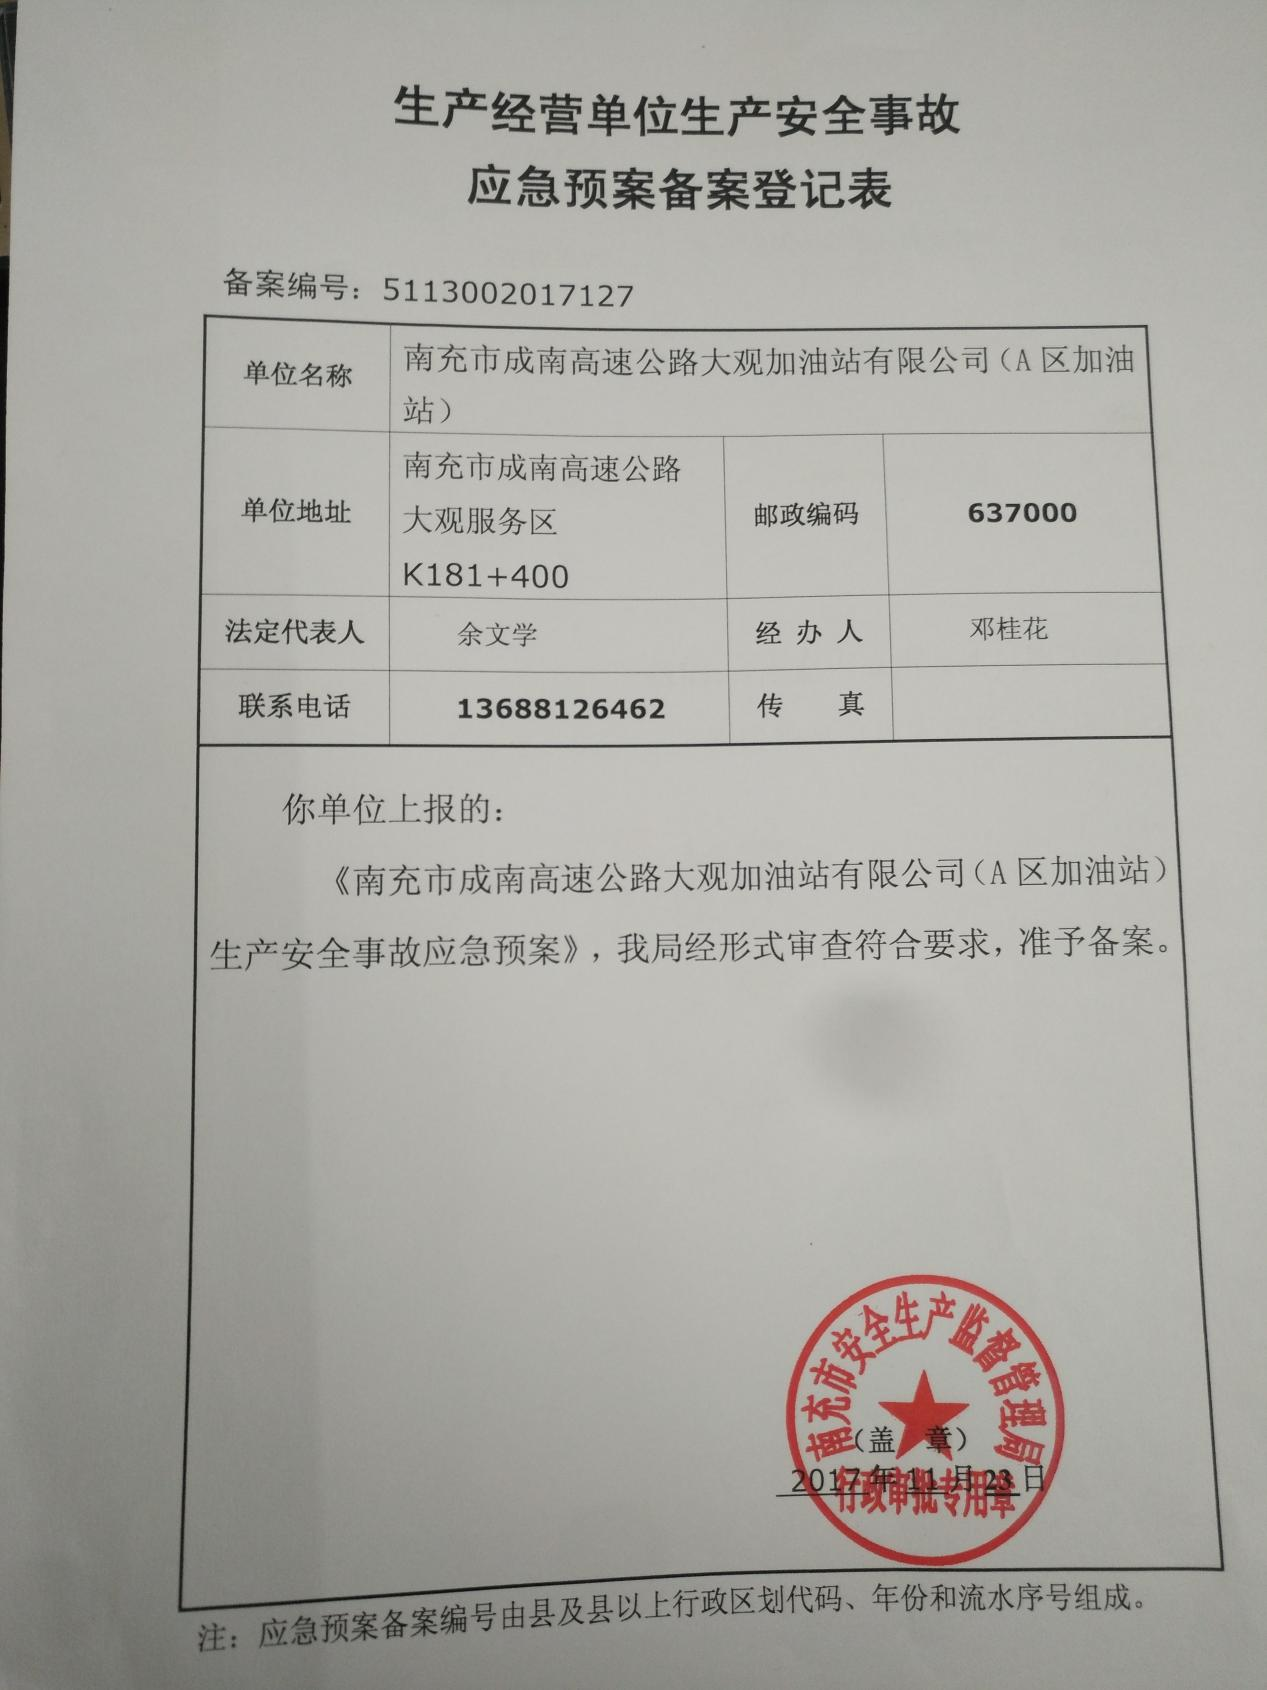 生产经营单位生产安全事故
应急预案备案登记表
备案编号：5113002017127
单位名称
南充市成南高速公路大观加油站有限公司（A区加油
站）
单位地址
南充市成南高速公路
大观服务区
K181+400
邮政编码
637000
法定代表人
余文学
经 办 人
邓桂花
联系电话
13688126462
传 真
你单位上报的：
《南充市成南高速公路大观加油站有限公司（A区加油站）
生产安全事故应急预案》，我局经形式审查符合要求，准予备案。
南充市安全生产监督管理局
（盖 章）
2017年11月23日
行政审批专用章
注：应急预案备案编号由县及县以上行政区划代码、年份和流水序号组成。